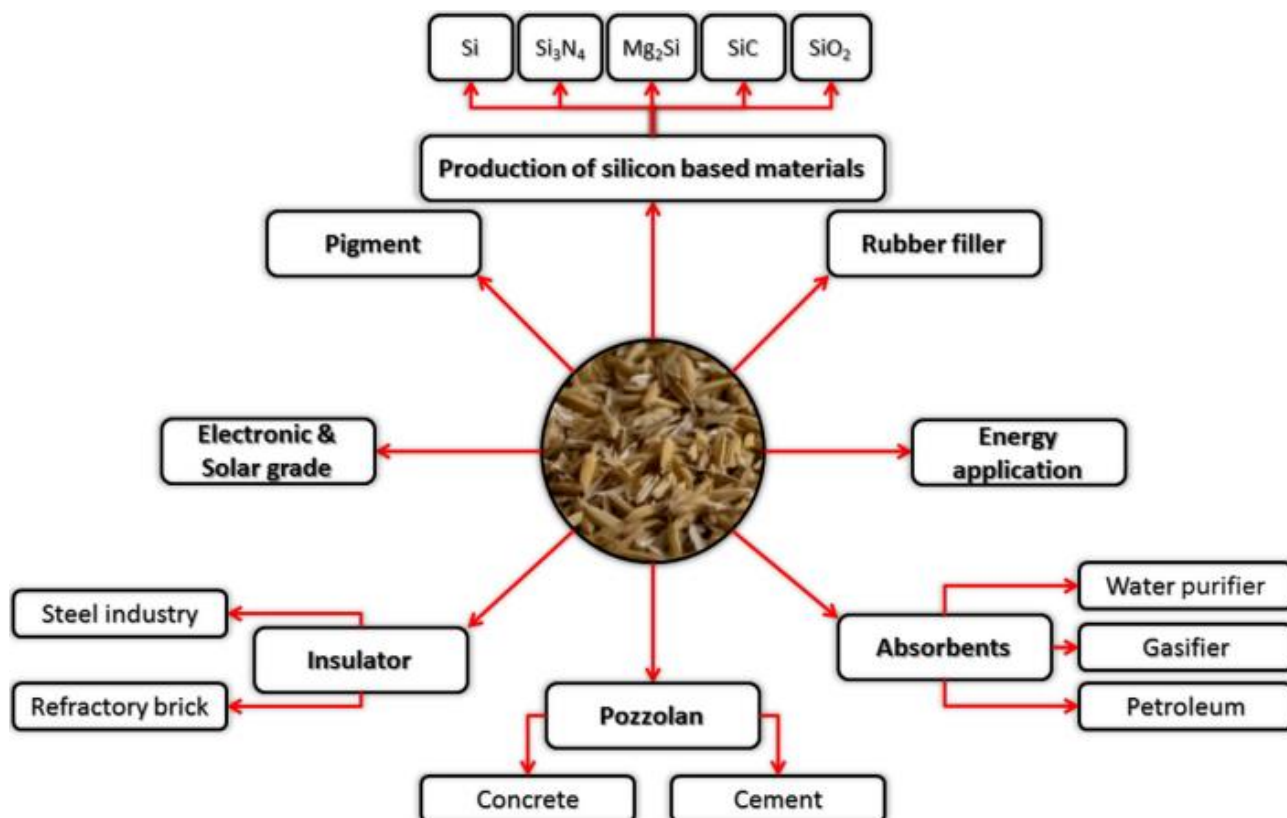 Si
Si₃N₄
Mg₂Si
SiC
SiO₂
Production of silicon based materials
Pigment
Rubber filler
Electronic &
Solar grade
Energy
application
Steel industry
Insulator
Refractory brick
Water purifier
Absorbents
Gasifier
Petroleum
Pozzolan
Concrete
Cement